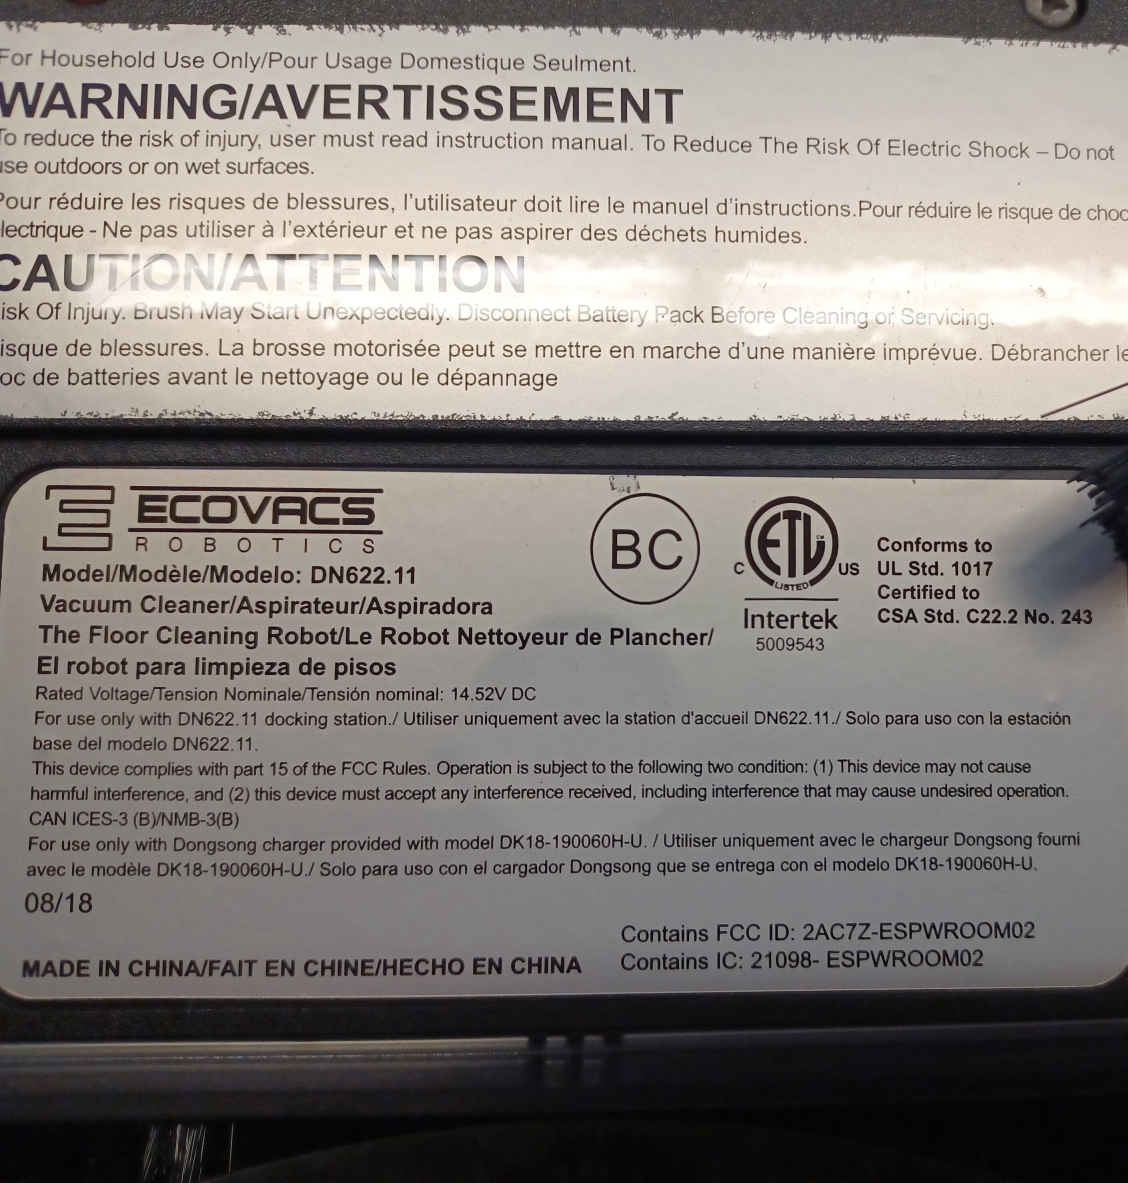 For Household Use Only/Pour Usage Domestique Seulment.
WARNING/AVERTISSEMENT
To reduce the risk of injury, user must read instruction manual. To Reduce The Risk Of Electric Shock – Do not
use outdoors or on wet surfaces.
Pour réduire les risques de blessures, l'utilisateur doit lire le manuel d'instructions.Pour réduire le risque de choc
lectrique - Ne pas utiliser à l'extérieur et ne pas aspirer des déchets humides.
CAUTION/ATTENTION
isk Of Injury. Brush May Start Unexpectedly. Disconnect Battery Pack Before Cleaning or Servicing.
isque de blessures. La brosse motorisée peut se mettre en marche d'une manière imprévue. Débrancher le
oc de batteries avant le nettoyage ou le dépannage
ECOVACS
ROBOTICS
Model/Modèle/Modelo: DN622.11
Vacuum Cleaner/Aspirateur/Aspiradora
The Floor Cleaning Robot/Le Robot Nettoyeur de Plancher/
El robot para limpieza de pisos
BC
C ETL US
LISTED
Intertek
5009543
Conforms to
UL Std. 1017
Certified to
CSA Std. C22.2 No. 243
Rated Voltage/Tension Nominale/Tensión nominal: 14.52V DC
For use only with DN622.11 docking station./ Utiliser uniquement avec la station d'accueil DN622.11./ Solo para uso con la estación
base del modelo DN622.11.
This device complies with part 15 of the FCC Rules. Operation is subject to the following two condition: (1) This device may not cause
harmful interference, and (2) this device must accept any interference received, including interference that may cause undesired operation.
CAN ICES-3 (B)/NMB-3(B)
For use only with Dongsong charger provided with model DK18-190060H-U. / Utiliser uniquement avec le chargeur Dongsong fourni
avec le modèle DK18-190060H-U./ Solo para uso con el cargador Dongsong que se entrega con el modelo DK18-190060H-U.
08/18
MADE IN CHINA/FAIT EN CHINE/HECHO EN CHINA
Contains FCC ID: 2AC7Z-ESPWROOM02
Contains IC: 21098- ESPWROOM02